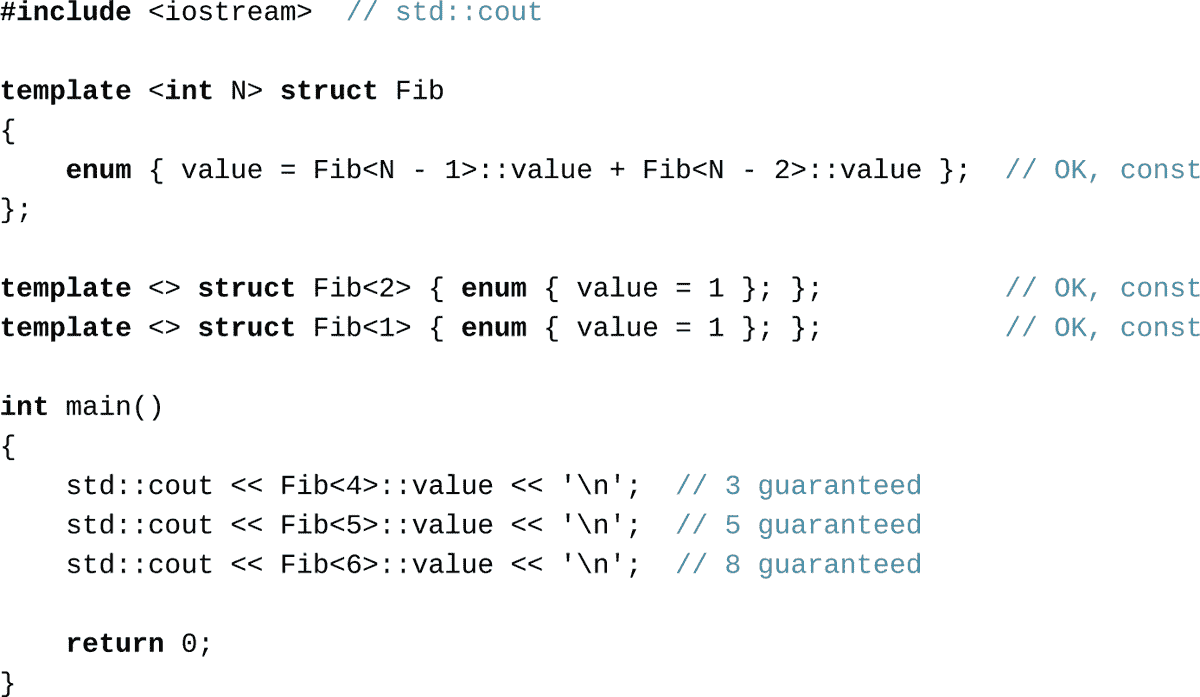 #include <iostream>  // std::cout

template <int N> struct Fib
{
    enum { value = Fib<N - 1>::value + Fib<N - 2>::value };  // OK, const
};

template <> struct Fib<2> { enum { value = 1 }; };           // OK, const
template <> struct Fib<1> { enum { value = 1 }; };           // OK, const

int main()
{
    std::cout << Fib<4>::value << '\n';  // 3 guaranteed
    std::cout << Fib<5>::value << '\n';  // 5 guaranteed
    std::cout << Fib<6>::value << '\n';  // 8 guaranteed

    return 0;
}